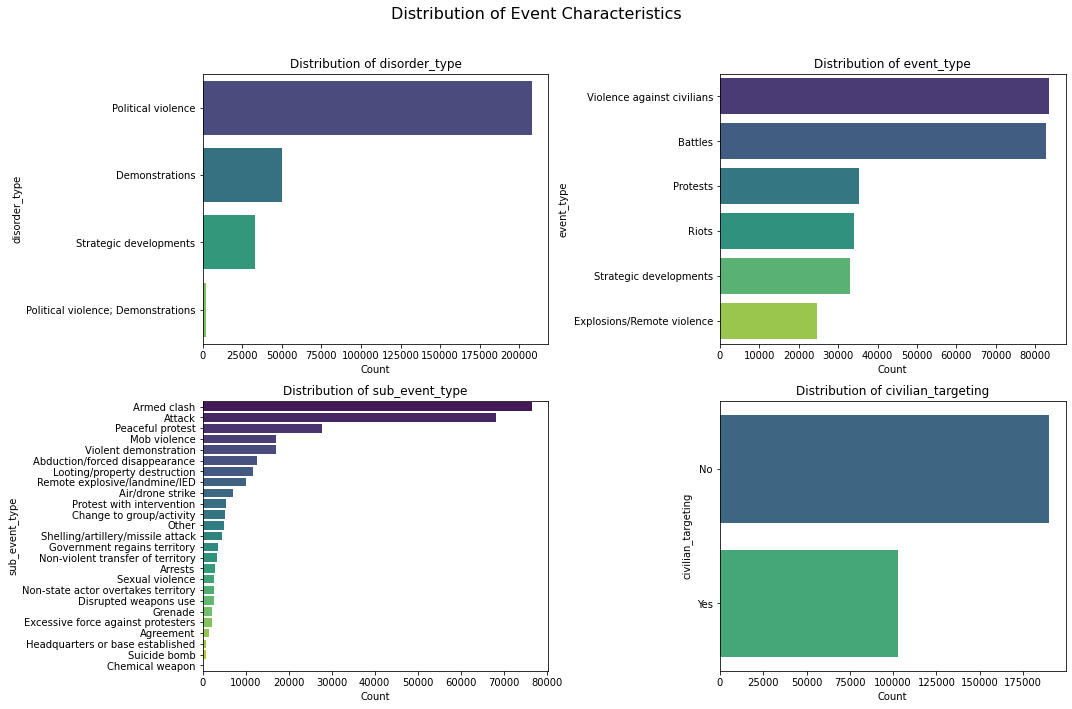 Distribution of Event Characteristics
Distribution of disorder_type
disorder_type
Political violence
Demonstrations
Strategic developments
Political violence; Demonstrations
0 25000 50000 75000 100000 125000 150000 175000 200000
Count
Distribution of event_type
event_type
Violence against civilians
Battles
Protests
Riots
Strategic developments
Explosions/Remote violence
0 10000 20000 30000 40000 50000 60000 70000 80000
Count
Distribution of sub_event_type
sub_event_type
Armed clash
Attack
Peaceful protest
Mob violence
Violent demonstration
Abduction/forced disappearance
Looting/property destruction
Remote explosive/landmine/IED
Air/drone strike
Protest with intervention
Change to group/activity
Other
Shelling/artillery/missile attack
Government regains territory
Non-violent transfer of territory
Arrests
Sexual violence
Non-state actor overtakes territory
Disrupted weapons use
Grenade
Excessive force against protesters
Agreement
Headquarters or base established
Suicide bomb
Chemical weapon
0 10000 20000 30000 40000 50000 60000 70000 80000
Count
Distribution of civilian_targeting
civilian_targeting
No
Yes
0 25000 50000 75000 100000 125000 150000 175000
Count